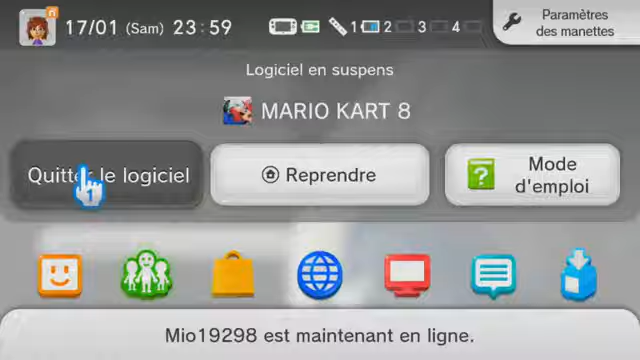 17/01 (Sam) 23:59
1 2 3 4
Paramètres
des manettes
Logiciel en suspens
MARIO KART 8
Quitter le logiciel
1
Reprendre
?
Mode
d'emploi
Mio19298 est maintenant en ligne.